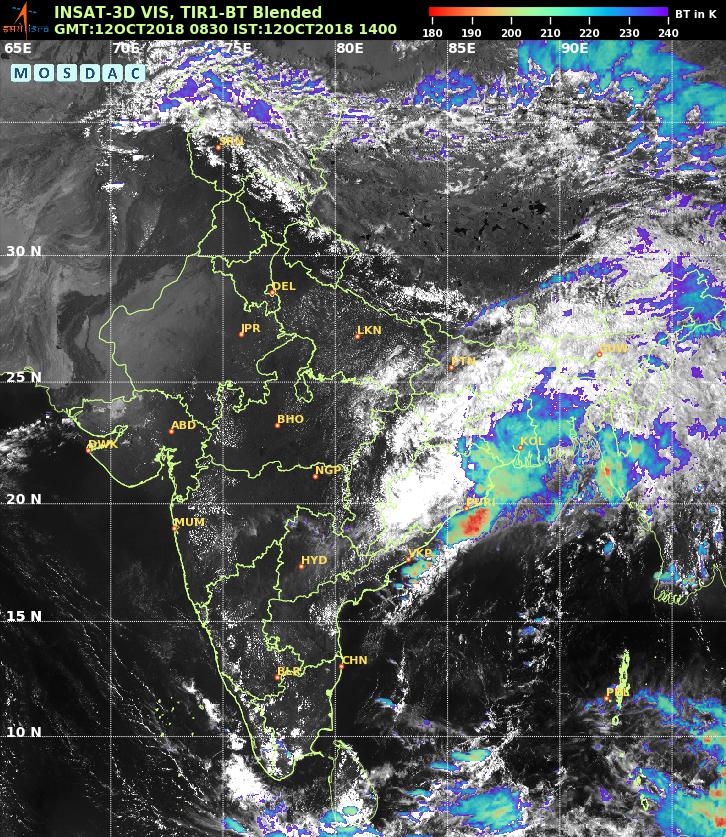 INSAT-3D VIS, TIR1-BT Blended
GMT:12OCT2018 0830 IST:12OCT2018 1400
BT in K
180 190 200 210 220 230 240
65E 70E 75E 80E 85E 90E
MOSDAC
SRN
30 N
DEL
JPR
LKN
PTN
GUW
25 N
ABD
BHO
DWK
KOL
NGP
20 N
PURI
MUM
VKP
HYD
15 N
CHN
BLR
PBL
10 N